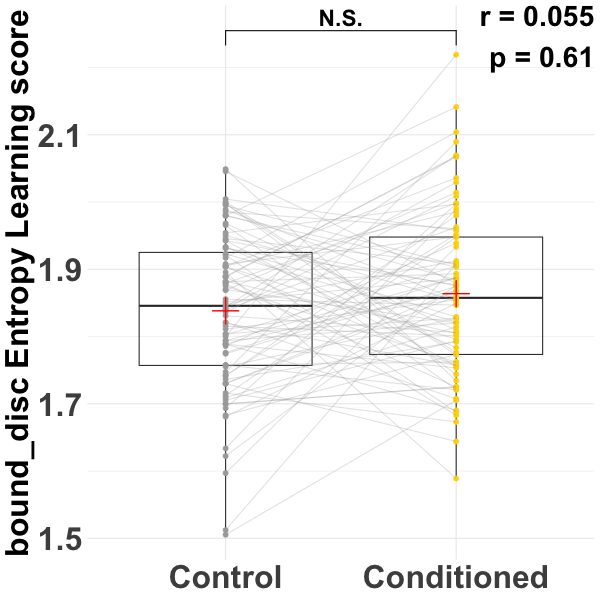 N.S.
r = 0.055
p = 0.61
bound_disc Entropy Learning score
2.1
1.9
1.7
1.5
Control Conditioned